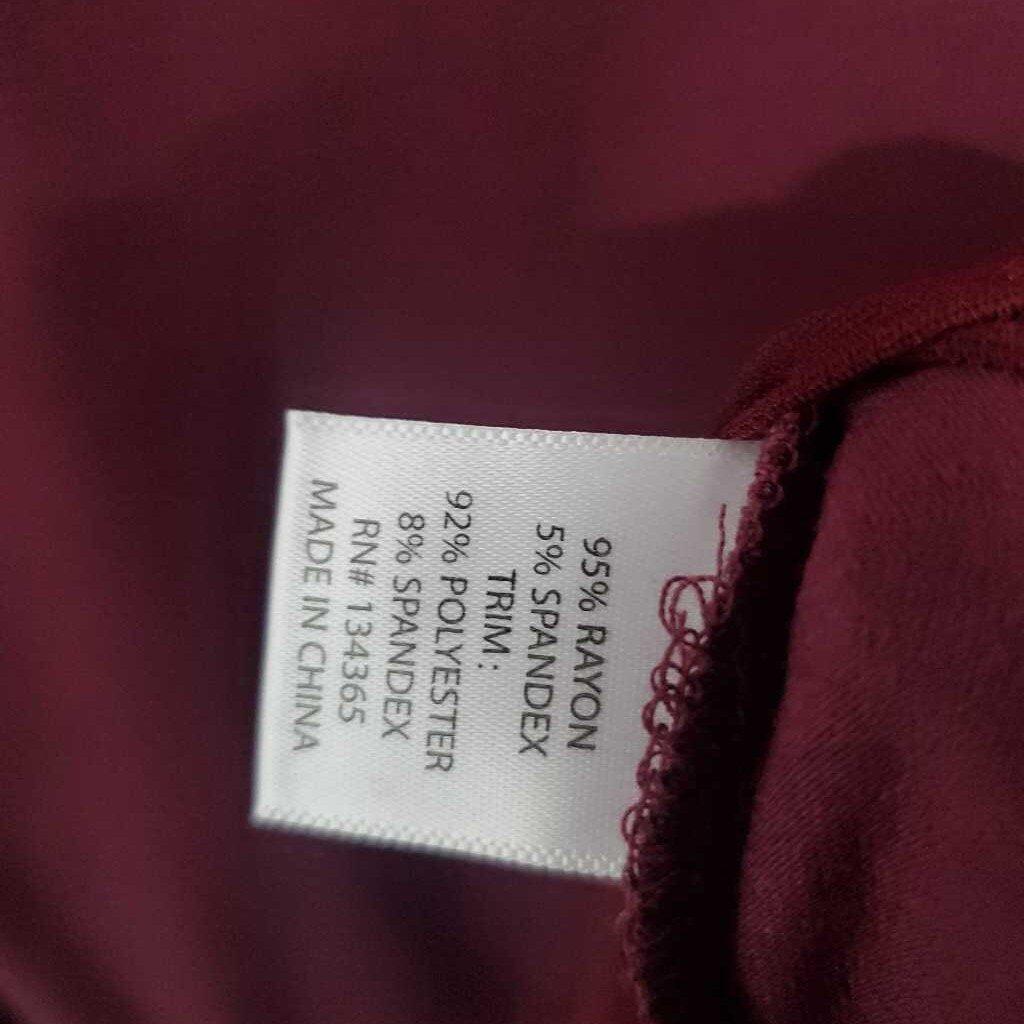 95% RAYON
5% SPANDEX
TRIM:
92% POLYESTER
8% SPANDEX
RN# 134365
MADE IN CHINA